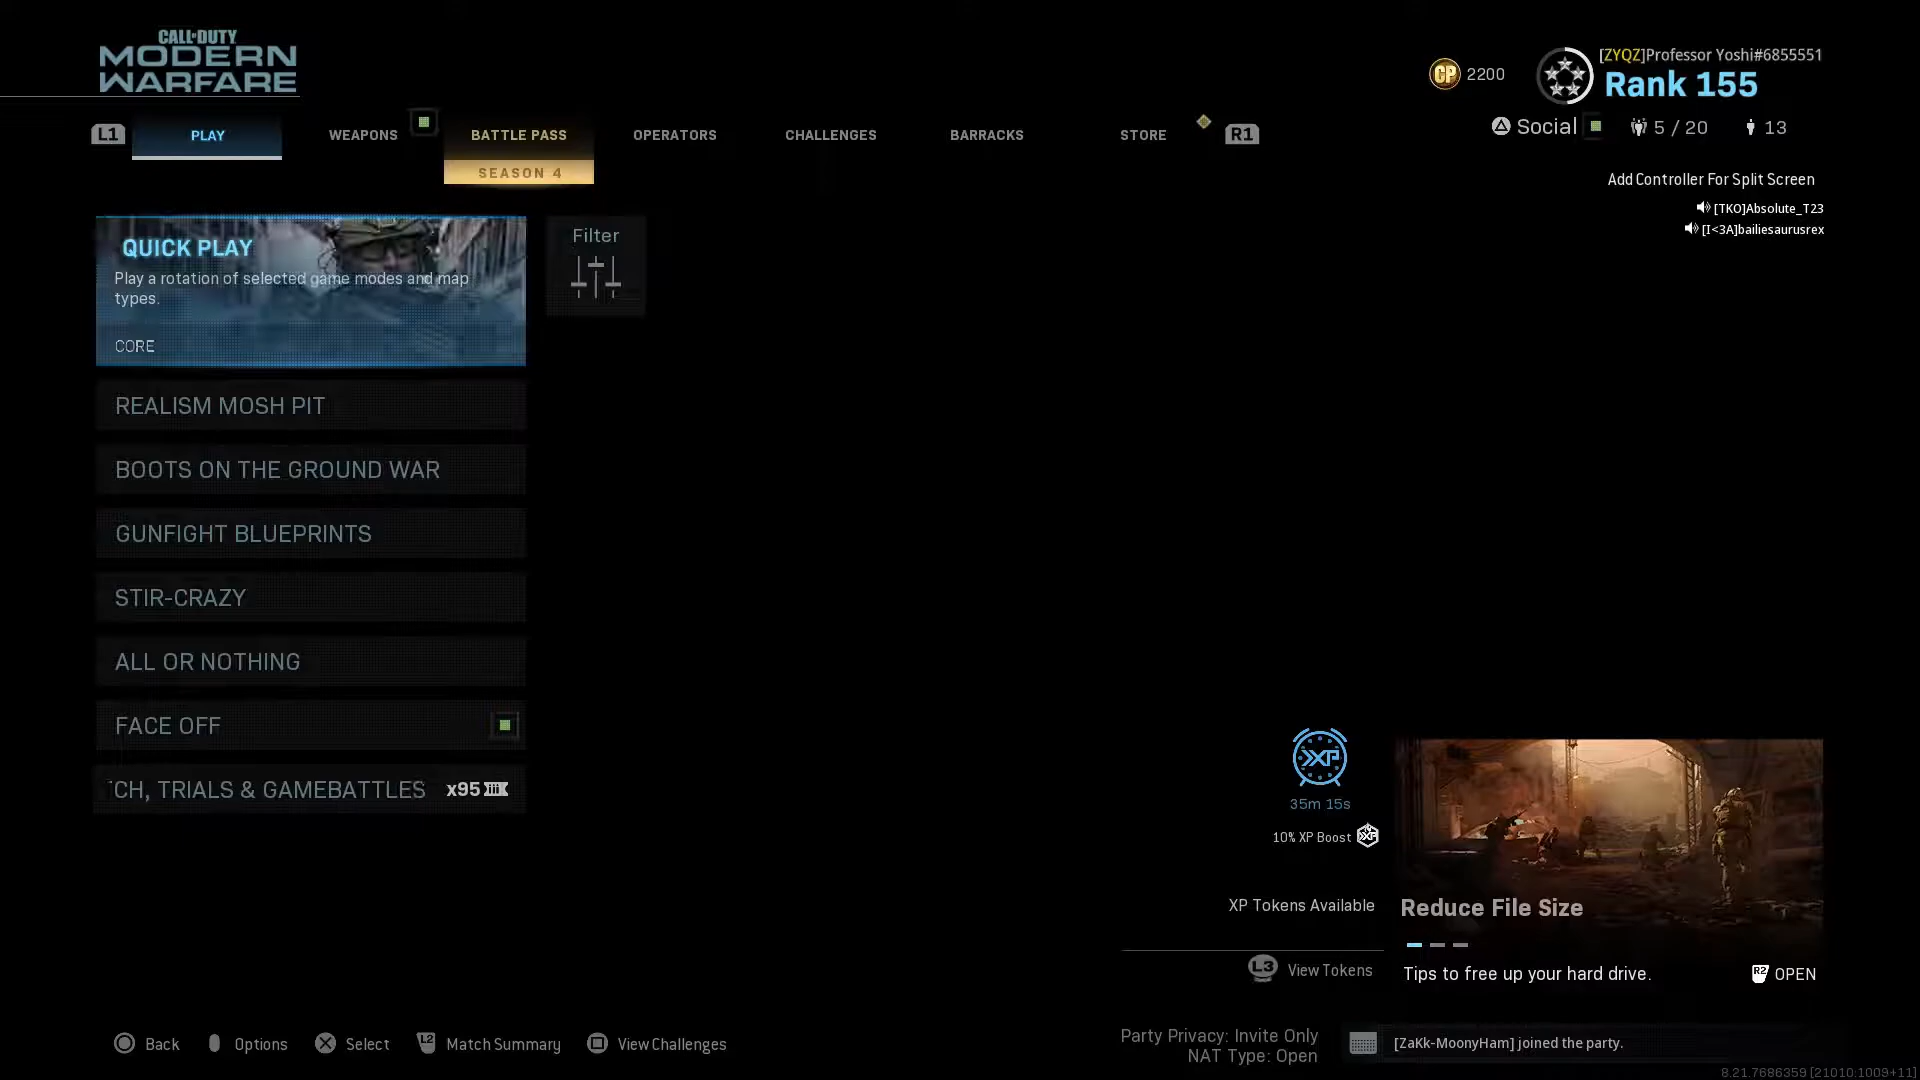 CALL OF DUTY
MODERN
WARFARE
CP 2200
[ZYQZ]Professor Yoshi#6855551
Rank 155
L1
PLAY
WEAPONS
BATTLE PASS
SEASON 4
OPERATORS
CHALLENGES
BARRACKS
STORE
R1
Social
5 / 20
13
Add Controller For Split Screen
[TKO]Absolute_T23
[I<3A]bailiesaurusrex
QUICK PLAY
Play a rotation of selected game modes and map
types.
CORE
Filter
REALISM MOSH PIT
BOOTS ON THE GROUND WAR
GUNFIGHT BLUEPRINTS
STIR-CRAZY
ALL OR NOTHING
FACE OFF
CH, TRIALS & GAMEBATTLES x95
XP
35m 15s
10% XP Boost XP
XP Tokens Available
L3 View Tokens
Reduce File Size
Tips to free up your hard drive.
R2 OPEN
Back
Options
Select
L2 Match Summary
View Challenges
Party Privacy: Invite Only
NAT Type: Open
[ZaKk-MoonyHam] joined the party.
8.21.7686359 [21010:1009+11]